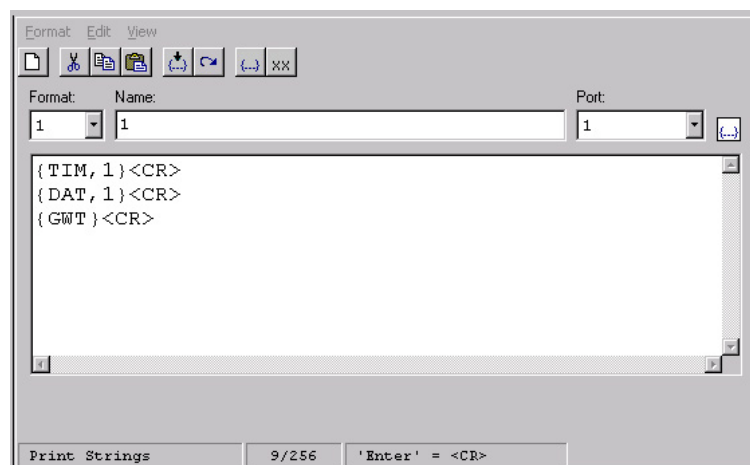 Format Edit View
{...} {...} xx
Format: Name: Port:
1 1 1 {...}
{TIM,1}<CR>
{DAT,1}<CR>
{GWT}<CR>
Print Strings 9/256 'Enter' = <CR>